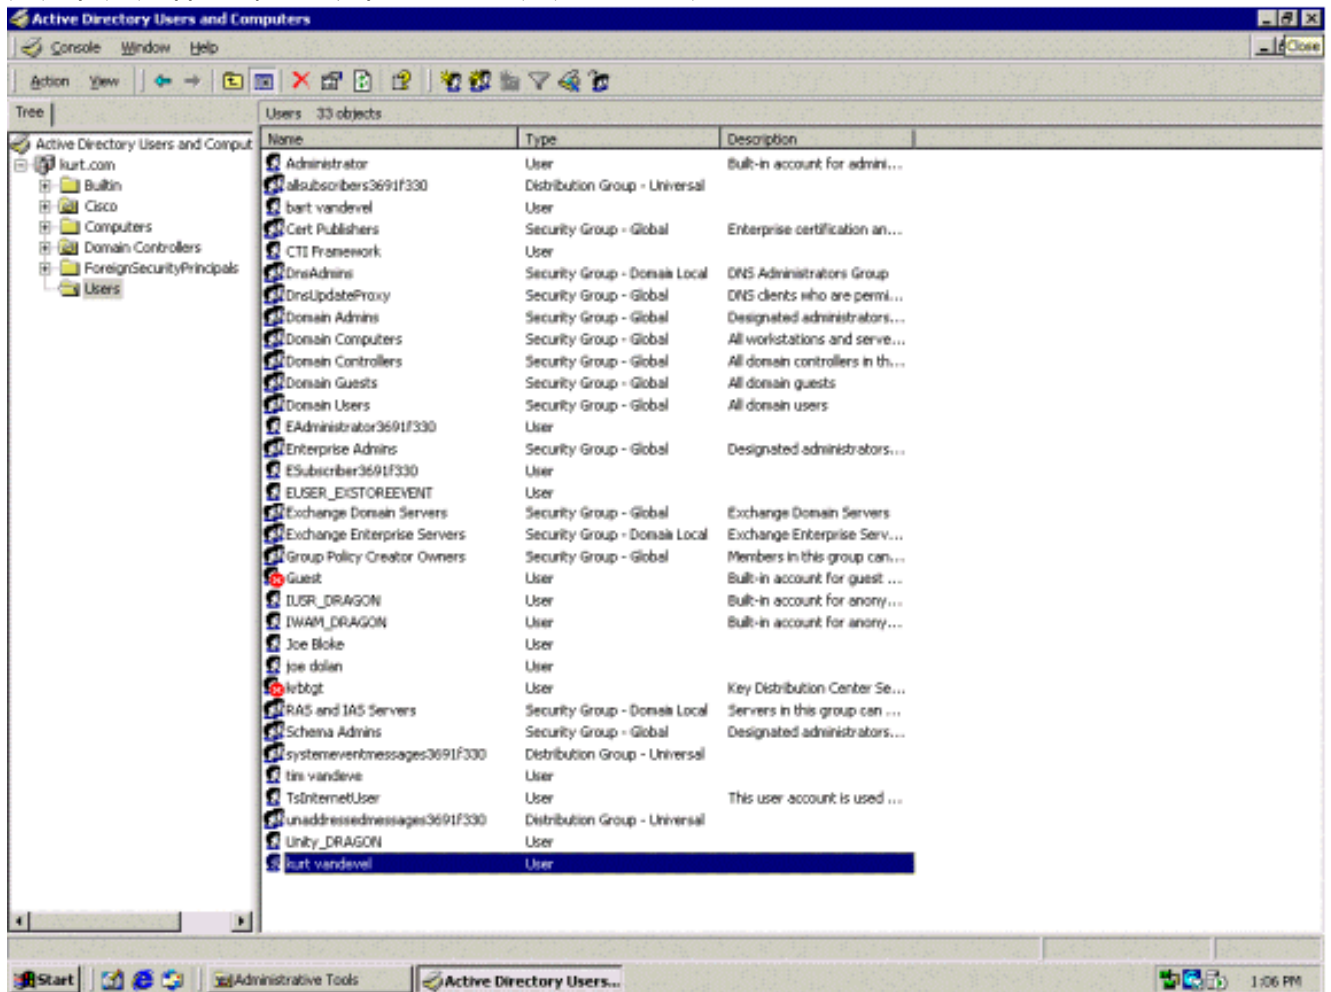 Active Directory Users and Computers
Console Window Help
Close
Action View
Tree
Users 33 objects
Active Directory Users and Comput
kurt.com
Builtin
Cisco
Computers
Domain Controllers
ForeignSecurityPrincipals
Users
Name Type Description
Administrator User Built-in account for admini...
allsubscribers3691f330 Distribution Group - Universal
bart vandevel User
Cert Publishers Security Group - Global Enterprise certification an...
CTI Framework User
DnsAdmins Security Group - Domain Local DNS Administrators Group
DnsUpdateProxy Security Group - Global DNS clients who are permi...
Domain Admins Security Group - Global Designated administrators...
Domain Computers Security Group - Global All workstations and serve...
Domain Controllers Security Group - Global All domain controllers in th...
Domain Guests Security Group - Global All domain guests
Domain Users Security Group - Global All domain users
EAdministrator3691f330 User
Enterprise Admins Security Group - Global Designated administrators...
ESubscriber3691f330 User
EUSER_EXSTOREEVENT User
Exchange Domain Servers Security Group - Global Exchange Domain Servers
Exchange Enterprise Servers Security Group - Domain Local Exchange Enterprise Serv...
Group Policy Creator Owners Security Group - Global Members in this group can...
Guest User Built-in account for guest ...
IUSR_DRAGON User Built-in account for anony...
IWAM_DRAGON User Built-in account for anony...
Joe Bloke User
joe dolan User
krbtgt User Key Distribution Center Se...
RAS and IAS Servers Security Group - Domain Local Servers in this group can ...
Schema Admins Security Group - Global Designated administrators...
systemeventmessages3691f330 Distribution Group - Universal
tim vandeve User
TsInternetUser User This user account is used ...
unaddressedmessages3691f330 Distribution Group - Universal
Unity_DRAGON User
kurt vandevel User
Start Administrative Tools Active Directory Users... 1:06 PM